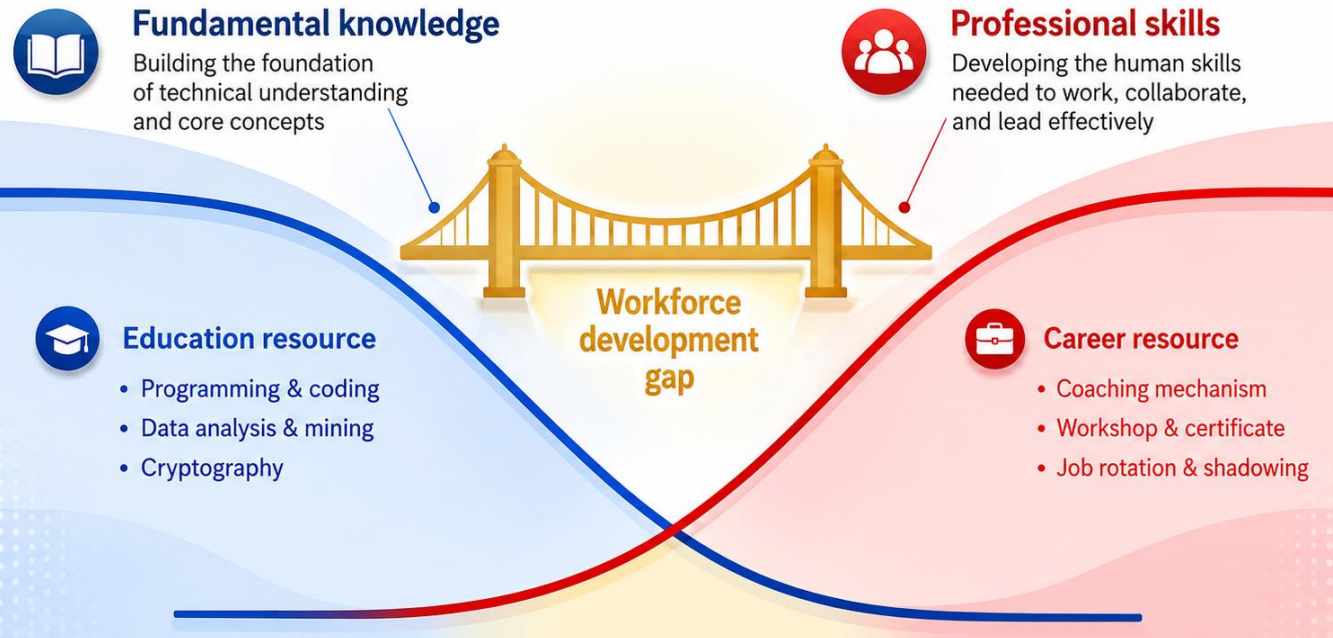 Fundamental knowledge
Building the foundation
of technical understanding
and core concepts
Professional skills
Developing the human skills
needed to work, collaborate,
and lead effectively
Workforce
development
gap
Education resource
• Programming & coding
• Data analysis & mining
• Cryptography
Career resource
• Coaching mechanism
• Workshop & certificate
• Job rotation & shadowing